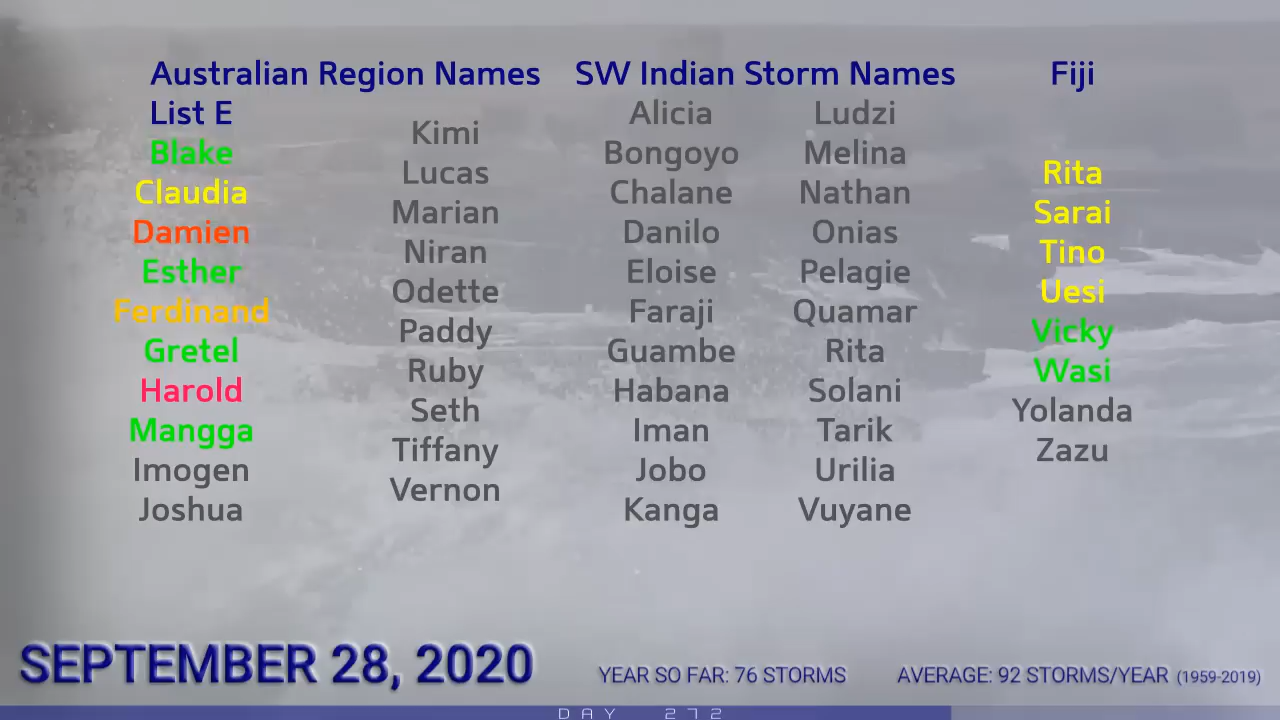 Australian Region Names
List E
Blake
Claudia
Damien
Esther
Ferdinand
Gretel
Harold
Mangga
Imogen
Joshua
Kimi
Lucas
Marian
Niran
Odette
Paddy
Ruby
Seth
Tiffany
Vernon
SW Indian Storm Names
Alicia
Bongoyo
Chalane
Danilo
Eloise
Faraji
Guambe
Habana
Iman
Jobo
Kanga
Ludzi
Melina
Nathan
Onias
Pelagie
Quamar
Rita
Solani
Tarik
Urilia
Vuyane
Fiji
Rita
Sarai
Tino
Uesi
Vicky
Wasi
Yolanda
Zazu
SEPTEMBER 28, 2020
YEAR SO FAR: 76 STORMS
AVERAGE: 92 STORMS/YEAR (1959-2019)
DAY 272